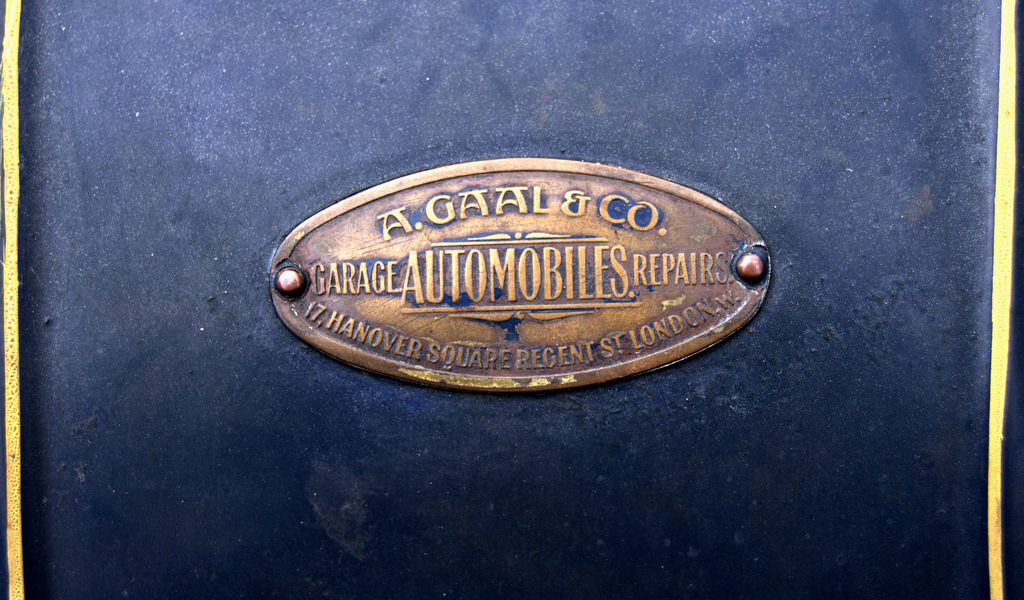 A. GAAL & CO.
GARAGE AUTOMOBILES. REPAIRS.
17, HANOVER SQUARE REGENT ST. LONDON, W.